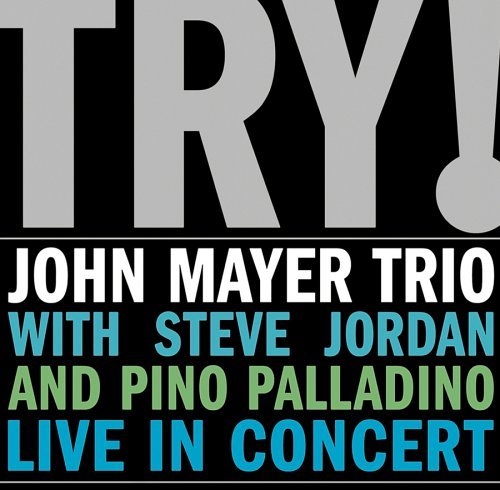 TRY!
JOHN MAYER TRIO
WITH STEVE JORDAN
AND PINO PALLADINO
LIVE IN CONCERT